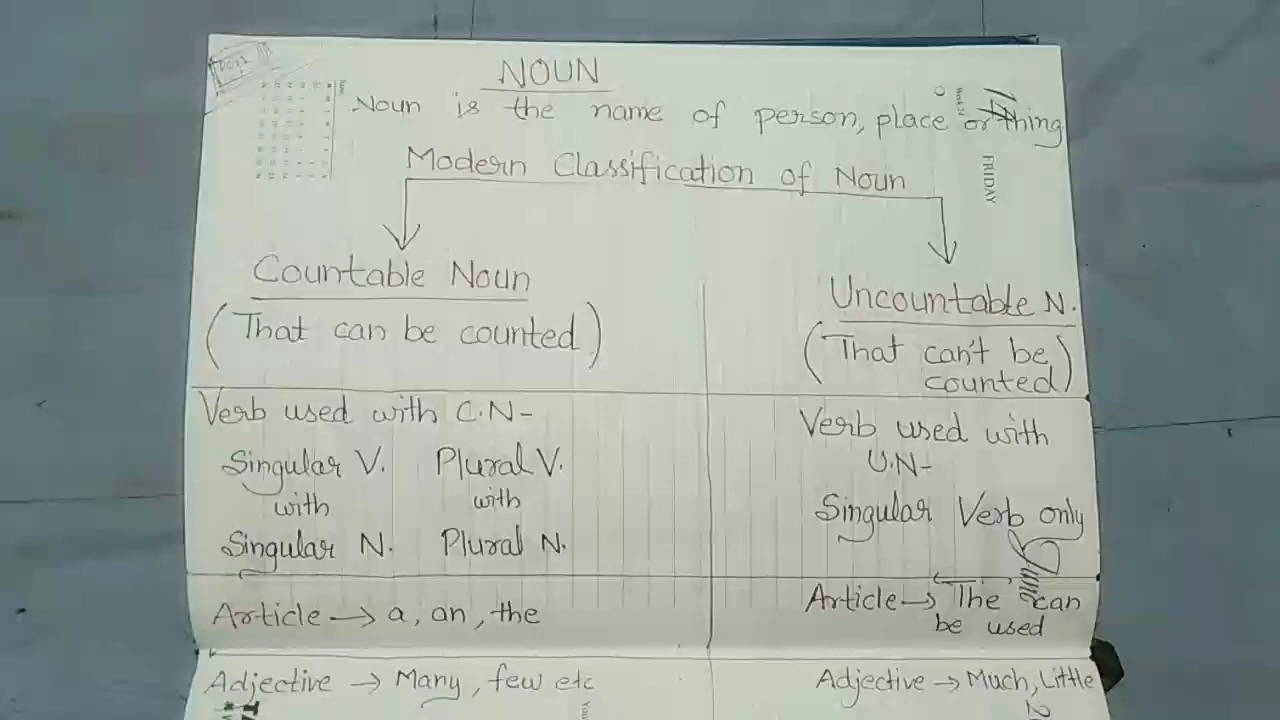 NOUN
Noun is the name of person, place or thing
FRIDAY
Modern Classification of Noun
Countable Noun
(That can be counted)
Uncountable N.
(That can't be
counted)
Verb used with C.N-
Singular V. Plural V.
with with
Singular N. Plural N.
Verb used with
U.N-
Singular Verb only
June
Article → a, an, the
Article → 'The' can
be used
Adjective → Many, few etc
Adjective → Much, Little